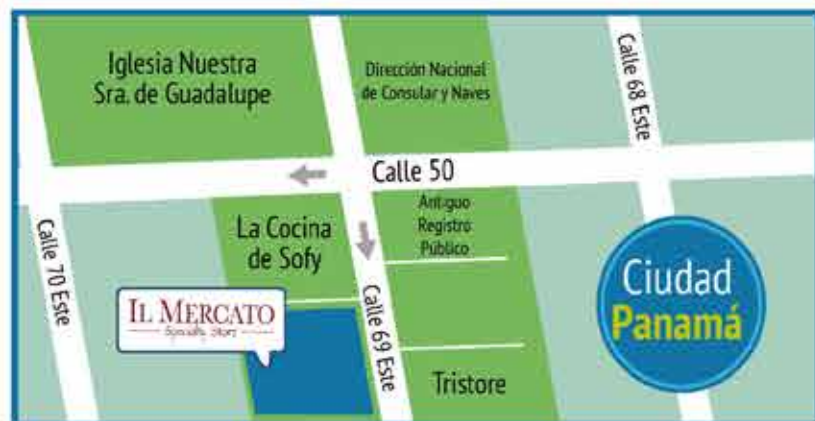 Iglesia Nuestra
Sra. de Guadalupe
Dirección Nacional
de Consular y Naves
Calle 68 Este
Calle 50
Antiguo
Registro
Público
La Cocina
de Sofy
Calle 70 Este
IL MERCATO
Specialty Store
Calle 69 Este
Tristore
Ciudad
Panamá